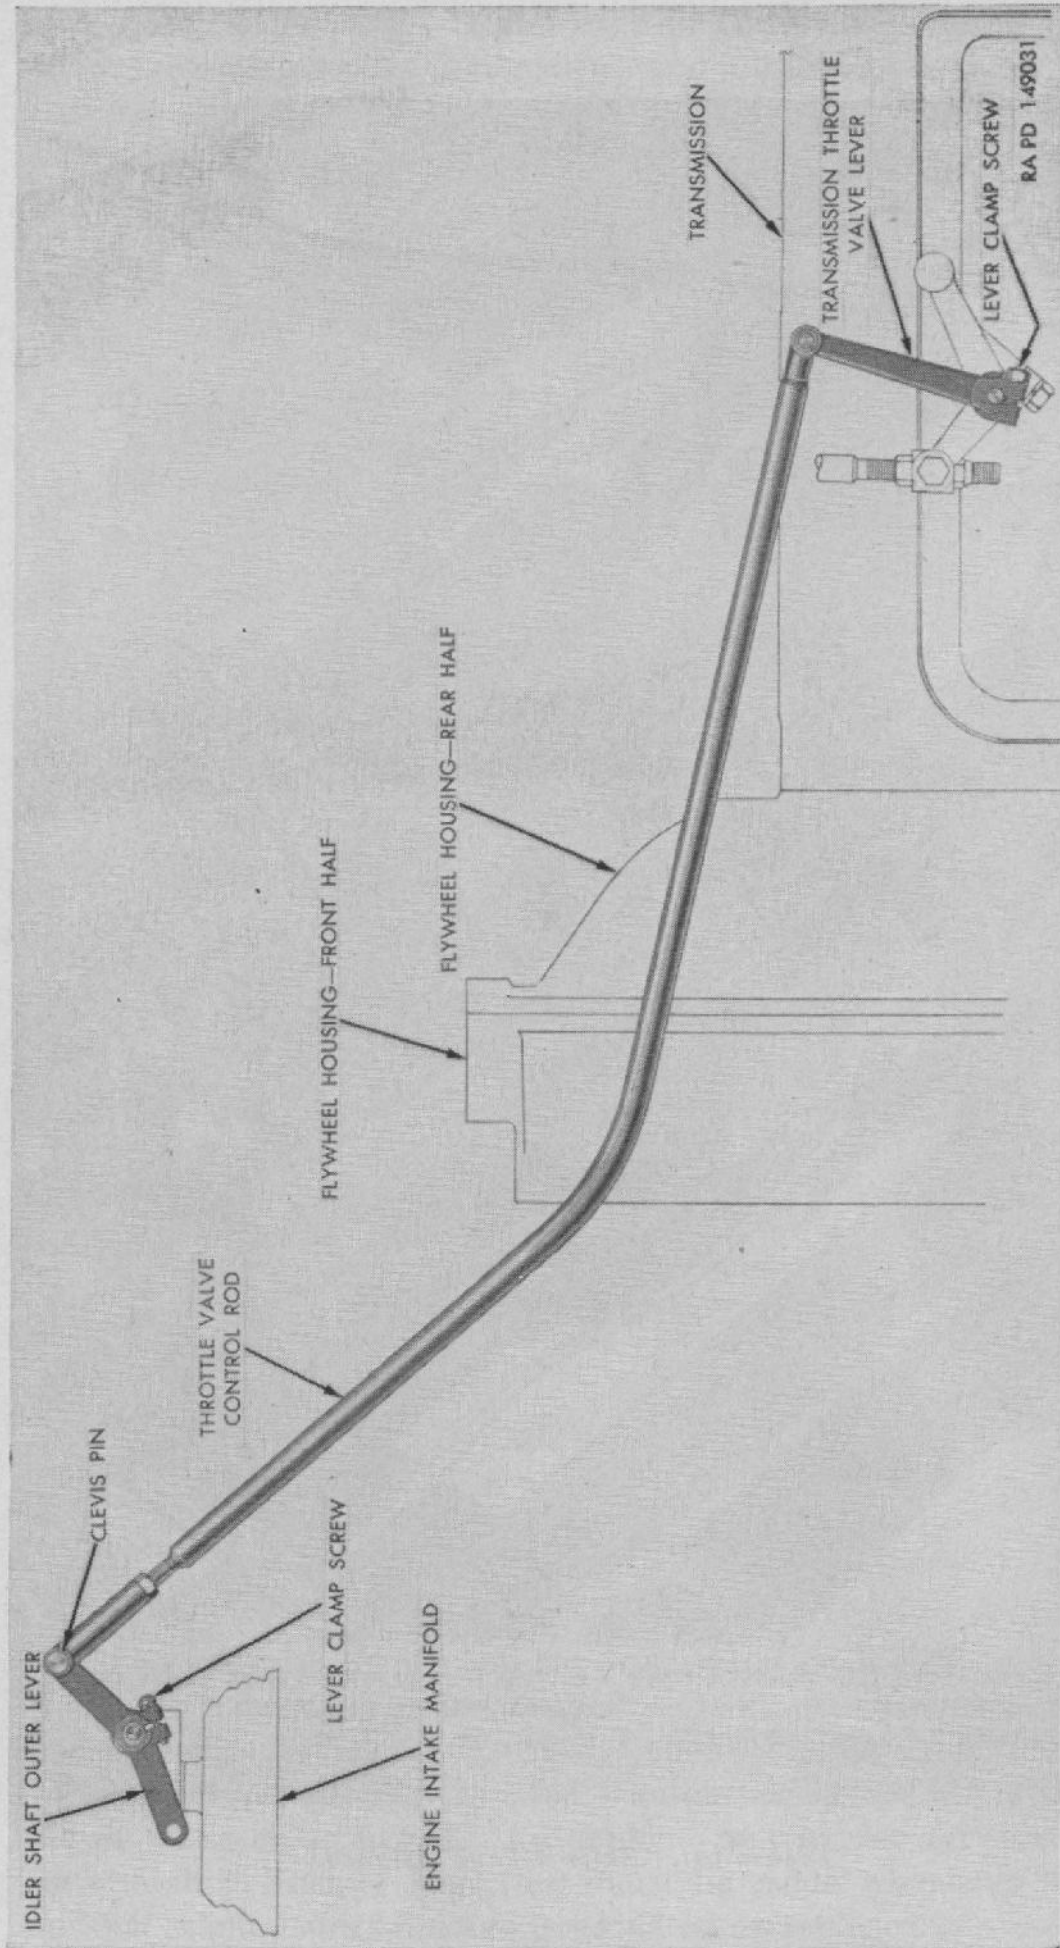 IDLER SHAFT OUTER LEVER
CLEVIS PIN
THROTTLE VALVE
CONTROL ROD
LEVER CLAMP SCREW
ENGINE INTAKE MANIFOLD
FLYWHEEL HOUSING—FRONT HALF
FLYWHEEL HOUSING—REAR HALF
TRANSMISSION
TRANSMISSION THROTTLE
VALVE LEVER
LEVER CLAMP SCREW
RA PD 149031